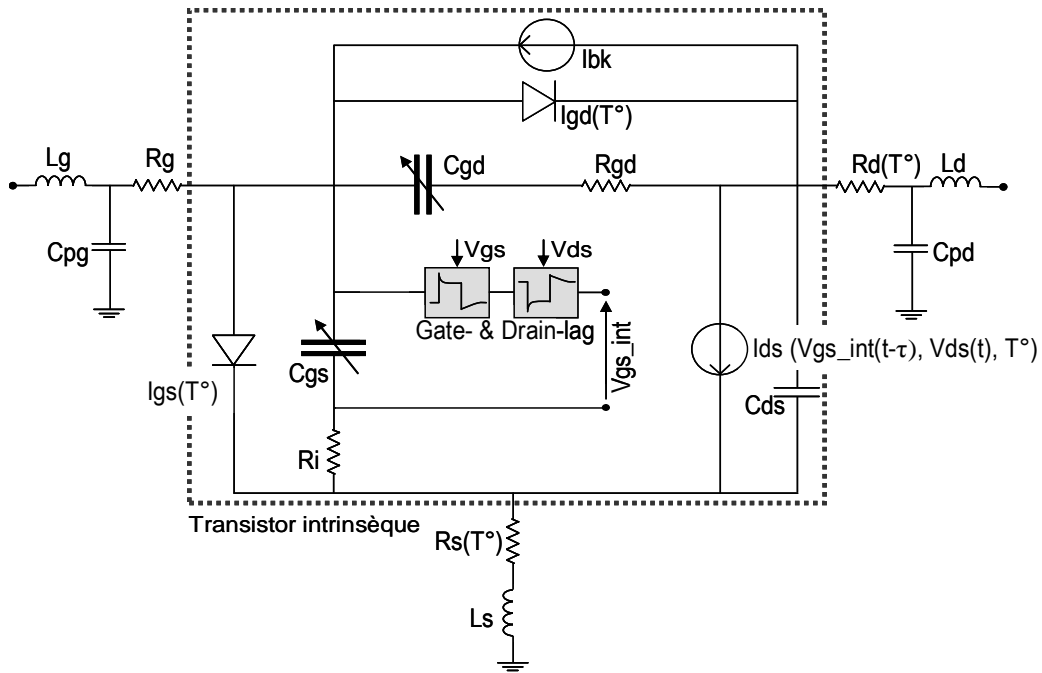 Ibk
Igd(T°)
Lg
Rg
Cgd
Rgd
Rd(T°)
Ld
Cpg
Vgs
Vds
Cpd
Gate- & Drain-lag
Vgs_int
Igs(T°)
Cgs
Ids (Vgs_int(t-τ), Vds(t), T°)
Cds
Ri
Transistor intrinsèque
Rs(T°)
Ls